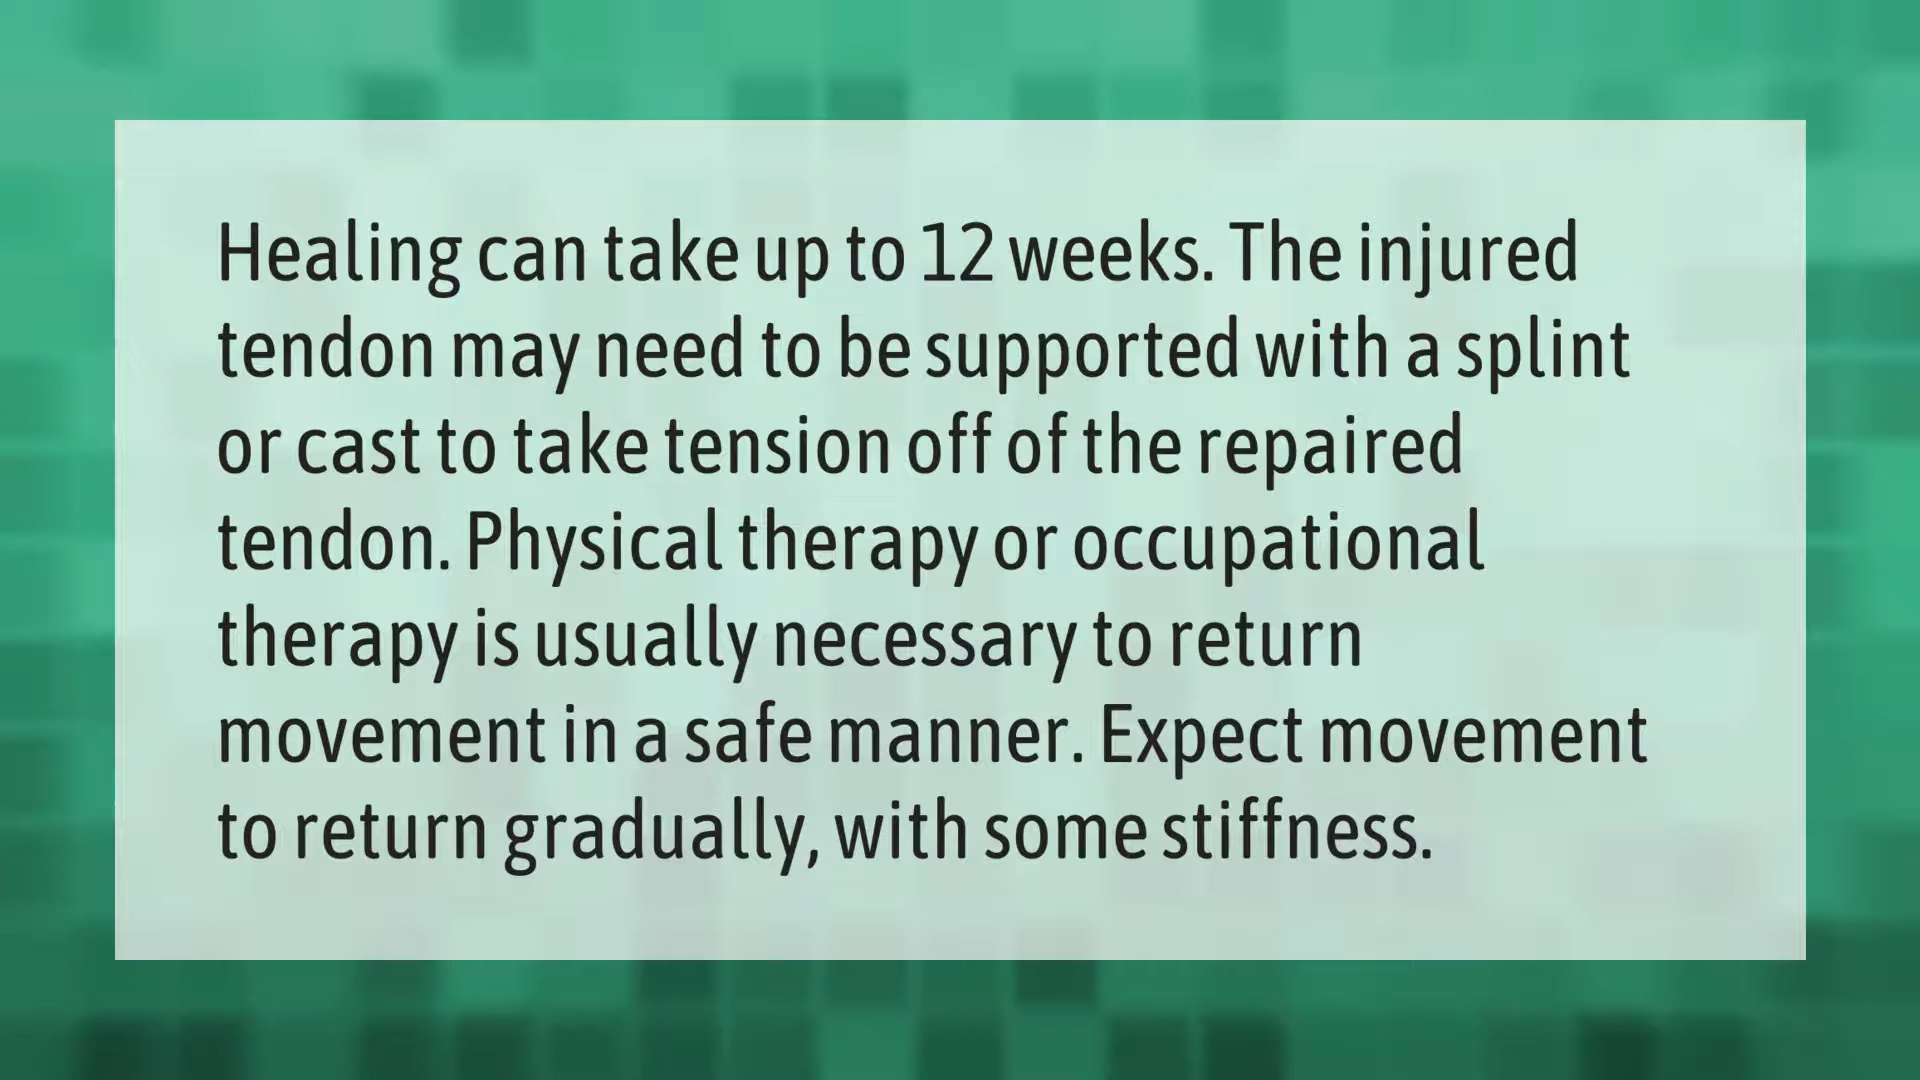 Healing can take up to 12 weeks. The injured
tendon may need to be supported with a splint
or cast to take tension off of the repaired
tendon. Physical therapy or occupational
therapy is usually necessary to return
movement in a safe manner. Expect movement
to return gradually, with some stiffness.